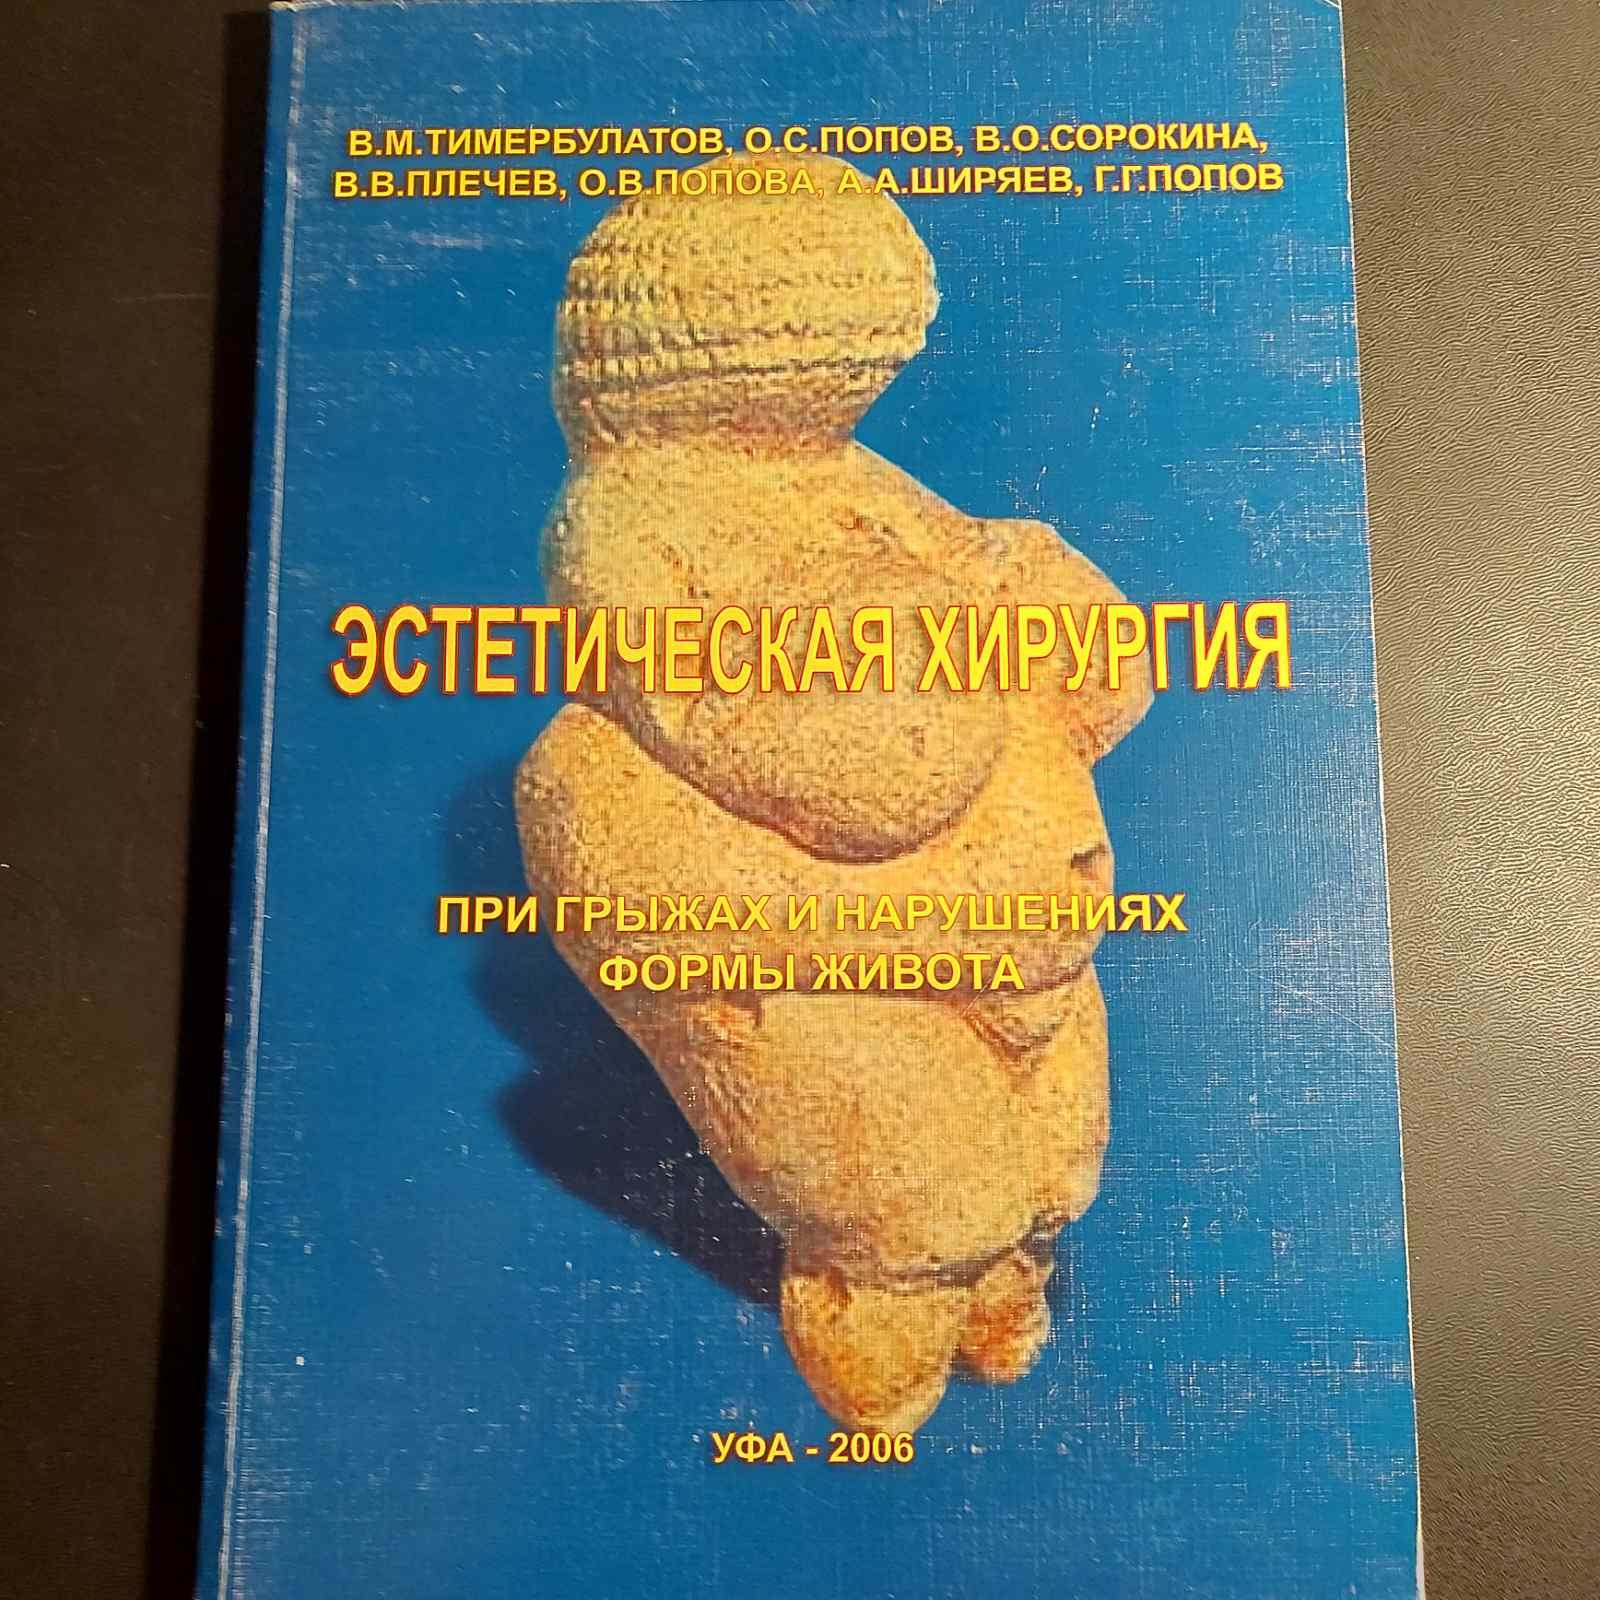 В.М.ТИМЕРБУЛАТОВ, О.С.ПОПОВ, В.О.СОРОКИНА,
В.В.ПЛЕЧЕВ, О.В.ПОПОВА, А.А.ШИРЯЕВ, Г.Г.ПОПОВ
ЭСТЕТИЧЕСКАЯ ХИРУРГИЯ
ПРИ ГРЫЖАХ И НАРУШЕНИЯХ
ФОРМЫ ЖИВОТА
УФА - 2006